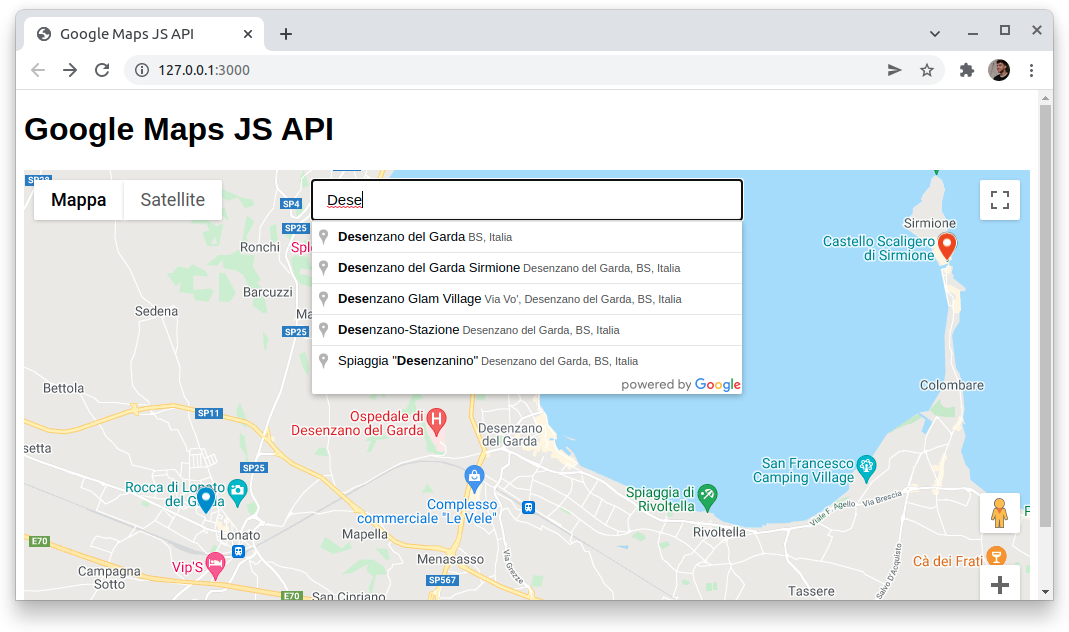 Google Maps JS API
127.0.0.1:3000
Google Maps JS API
Mappa
Satellite
Dese
Desenzano del Garda BS, Italia
Desenzano del Garda Sirmione Desenzano del Garda, BS, Italia
Desenzano Glam Village Via Vo', Desenzano del Garda, BS, Italia
Desenzano-Stazione Desenzano del Garda, BS, Italia
Spiaggia "Desenzanino" Desenzano del Garda, BS, Italia
powered by Google
SP4
SP25
Ronchi
Barcuzzi
Sedena
SP25
Sirmione
Castello Scaligero
di Sirmione
Bettola
SP11
Colombare
Ospedale di
Desenzano del Garda
Desenzano
del Garda
setta
SP25
San Francesco
Camping Village
Rocca di Lonato
del Garda
Complesso
commerciale "Le Vele"
Spiaggia di
Rivoltella
Viale F. Agello
Via Brescia
Rivoltella
Lonato
Mapella
E70
Vip'S
Menasasso
Via Grezze
Salvo D'Acquisto
Cà dei Frati
Campagna
Sotto
SP567
E70
San Cipriano
Tassere